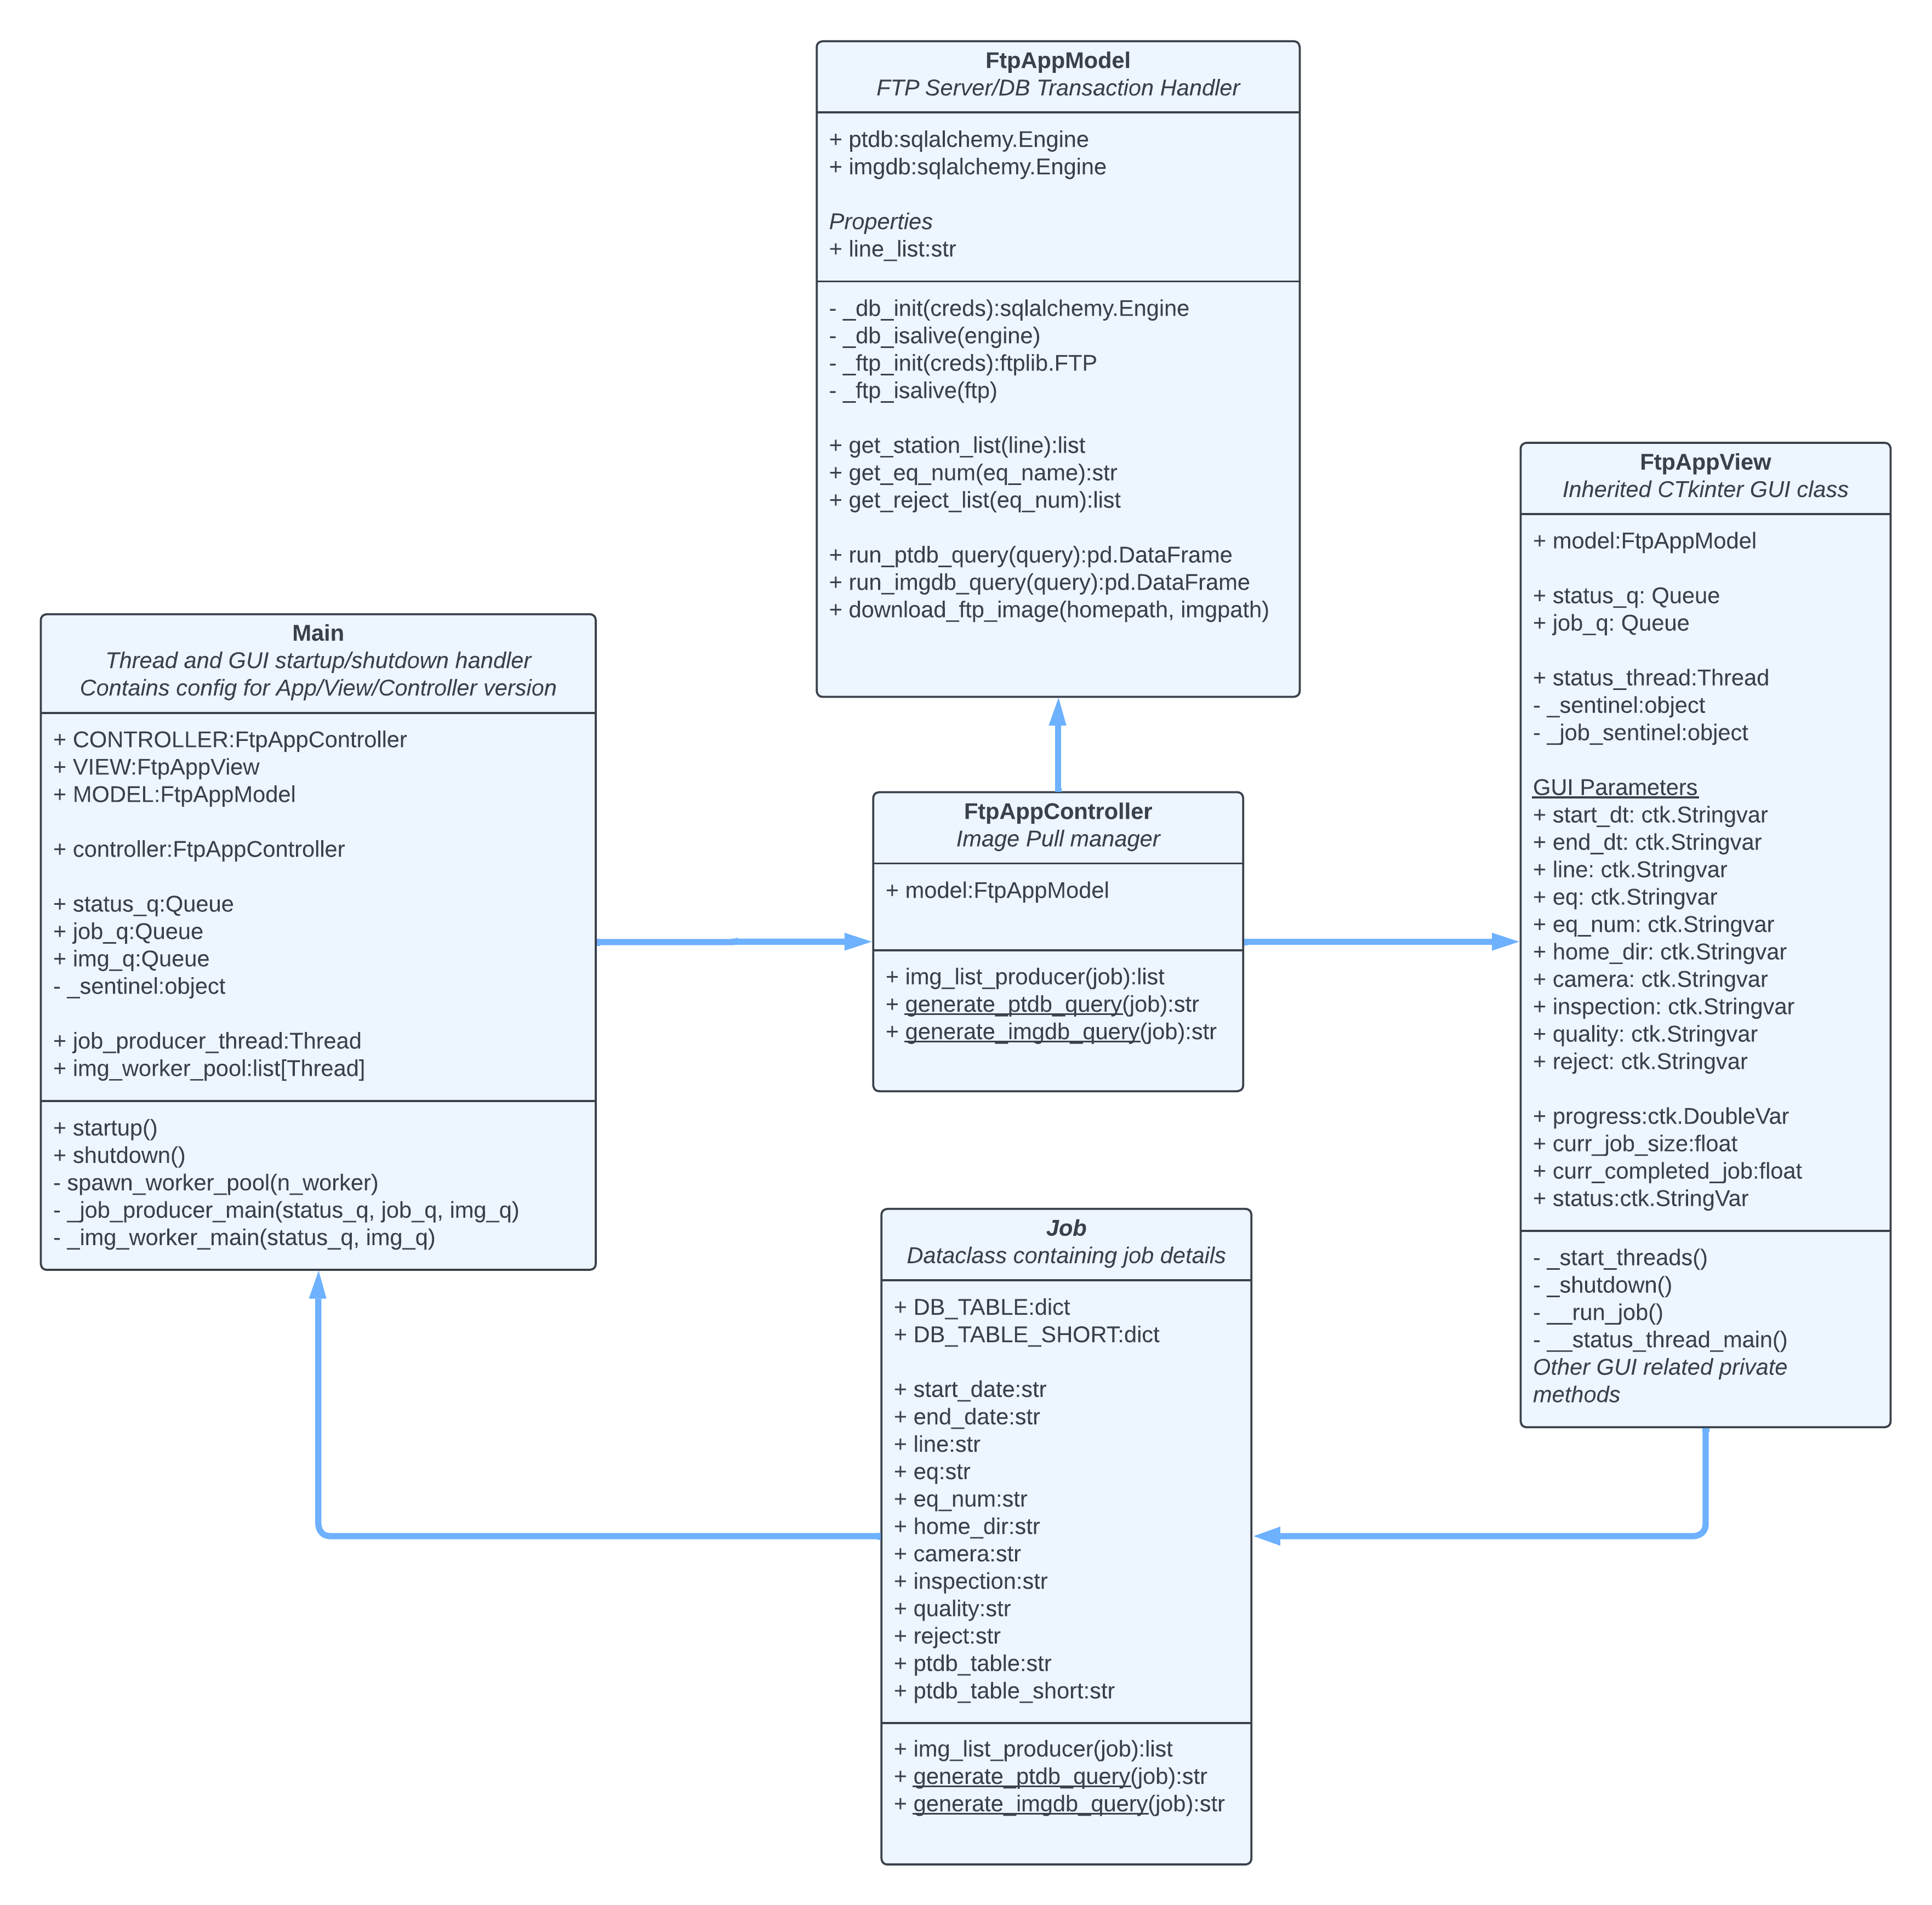 FtpAppModel
FTP Server/DB Transaction Handler
+ ptdb:sqlalchemy.Engine
+ imgdb:sqlalchemy.Engine
Properties
+ line_list:str
- _db_init(creds):sqlalchemy.Engine
- _db_isalive(engine)
- _ftp_init(creds):ftplib.FTP
- _ftp_isalive(ftp)
+ get_station_list(line):list
+ get_eq_num(eq_name):str
+ get_reject_list(eq_num):list
+ run_ptdb_query(query):pd.DataFrame
+ run_imgdb_query(query):pd.DataFrame
+ download_ftp_image(homepath, imgpath)
Main
Thread and GUI startup/shutdown handler
Contains config for App/View/Controller version
+ CONTROLLER:FtpAppController
+ VIEW:FtpAppView
+ MODEL:FtpAppModel
+ controller:FtpAppController
+ status_q:Queue
+ job_q:Queue
+ img_q:Queue
- _sentinel:object
+ job_producer_thread:Thread
+ img_worker_pool:list[Thread]
+ startup()
+ shutdown()
- spawn_worker_pool(n_worker)
- _job_producer_main(status_q, job_q, img_q)
- _img_worker_main(status_q, img_q)
FtpAppController
Image Pull manager
+ model:FtpAppModel
+ img_list_producer(job):list
+ generate_ptdb_query(job):str
+ generate_imgdb_query(job):str
FtpAppView
Inherited CTkinter GUI class
+ model:FtpAppModel
+ status_q: Queue
+ job_q: Queue
+ status_thread:Thread
- _sentinel:object
- _job_sentinel:object
GUI Parameters
+ start_dt: ctk.Stringvar
+ end_dt: ctk.Stringvar
+ line: ctk.Stringvar
+ eq: ctk.Stringvar
+ eq_num: ctk.Stringvar
+ home_dir: ctk.Stringvar
+ camera: ctk.Stringvar
+ inspection: ctk.Stringvar
+ quality: ctk.Stringvar
+ reject: ctk.Stringvar
+ progress:ctk.DoubleVar
+ curr_job_size:float
+ curr_completed_job:float
+ status:ctk.StringVar
- _start_threads()
- _shutdown()
- __run_job()
- __status_thread_main()
Other GUI related private
methods
Job
Dataclass containing job details
+ DB_TABLE:dict
+ DB_TABLE_SHORT:dict
+ start_date:str
+ end_date:str
+ line:str
+ eq:str
+ eq_num:str
+ home_dir:str
+ camera:str
+ inspection:str
+ quality:str
+ reject:str
+ ptdb_table:str
+ ptdb_table_short:str
+ img_list_producer(job):list
+ generate_ptdb_query(job):str
+ generate_imgdb_query(job):str